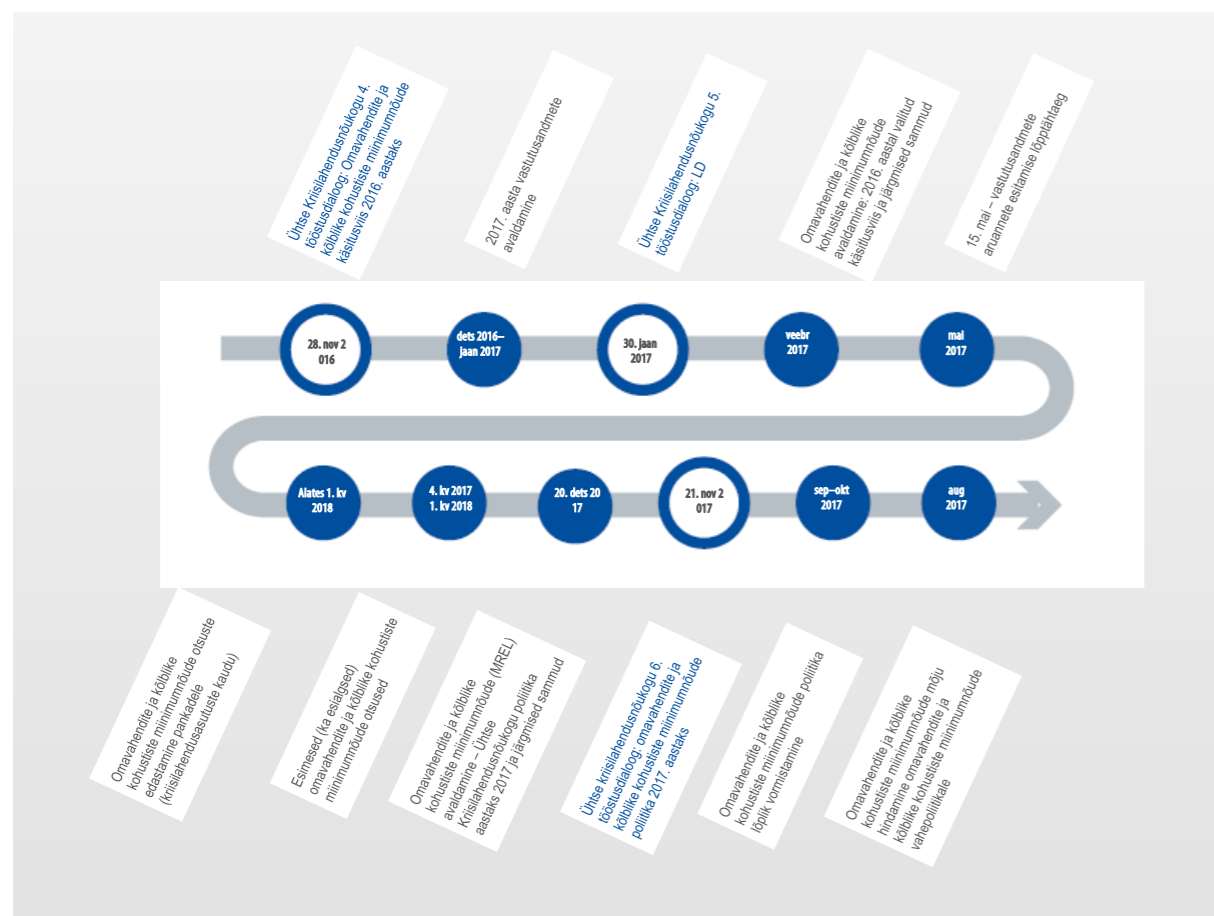 Ühtse Kriisilahendusnõukogu 4.
tööstusdialoog: Omavahendite ja
kõlblike kohustiste miinimumnõude
käsitusviis 2016. aastaks
2017. aasta vastutusandmete
avaldamine
Ühtse Kriisilahendusnõukogu 5.
tööstusdialoog: LD
Omavahendite ja kõlblike
kohustiste miinimumnõude
avaldamine: 2016. aastal valitud
käsitlusviis ja järgmised sammud
15. mai – vastutusandmete
aruannete esitamise lõpptähtaeg
28. nov 2
016
dets 2016–
jaan 2017
30. jaan
2017
veebr
2017
mai
2017
Alates 1. kv
2018
4. kv 2017
1. kv 2018
20. dets 20
17
21. nov 2
017
sep–okt
2017
aug
2017
Omavahendite ja kõlblike
kohustiste miinimumnõude otsuste
edastamine pankadele
(kriisilahendusasutuste kaudu)
Esimesed (ka esialgsed)
omavahendite ja kõlblike kohustiste
miinimumnõude otsused
Omavahendite ja kõlblike
kohustiste miinimumnõude (MREL)
avaldamine – Ühtse
Kriisilahendusnõukogu poliitika
aastaks 2017 ja järgmised sammud
Ühtse kriisilahendusnõukogu 6.
tööstusdialoog: omavahendite ja
kõlblike kohustiste miinimumnõude
poliitika 2017. aastaks
Omavahendite ja kõlblike
kohustiste miinimumnõude poliitika
lõplik vormistamine
Omavahendite ja kõlblike
kohustiste miinimumnõude mõju
hindamine omavahendite ja
kõlblike kohustiste miinimumnõude
vahepoliitikale